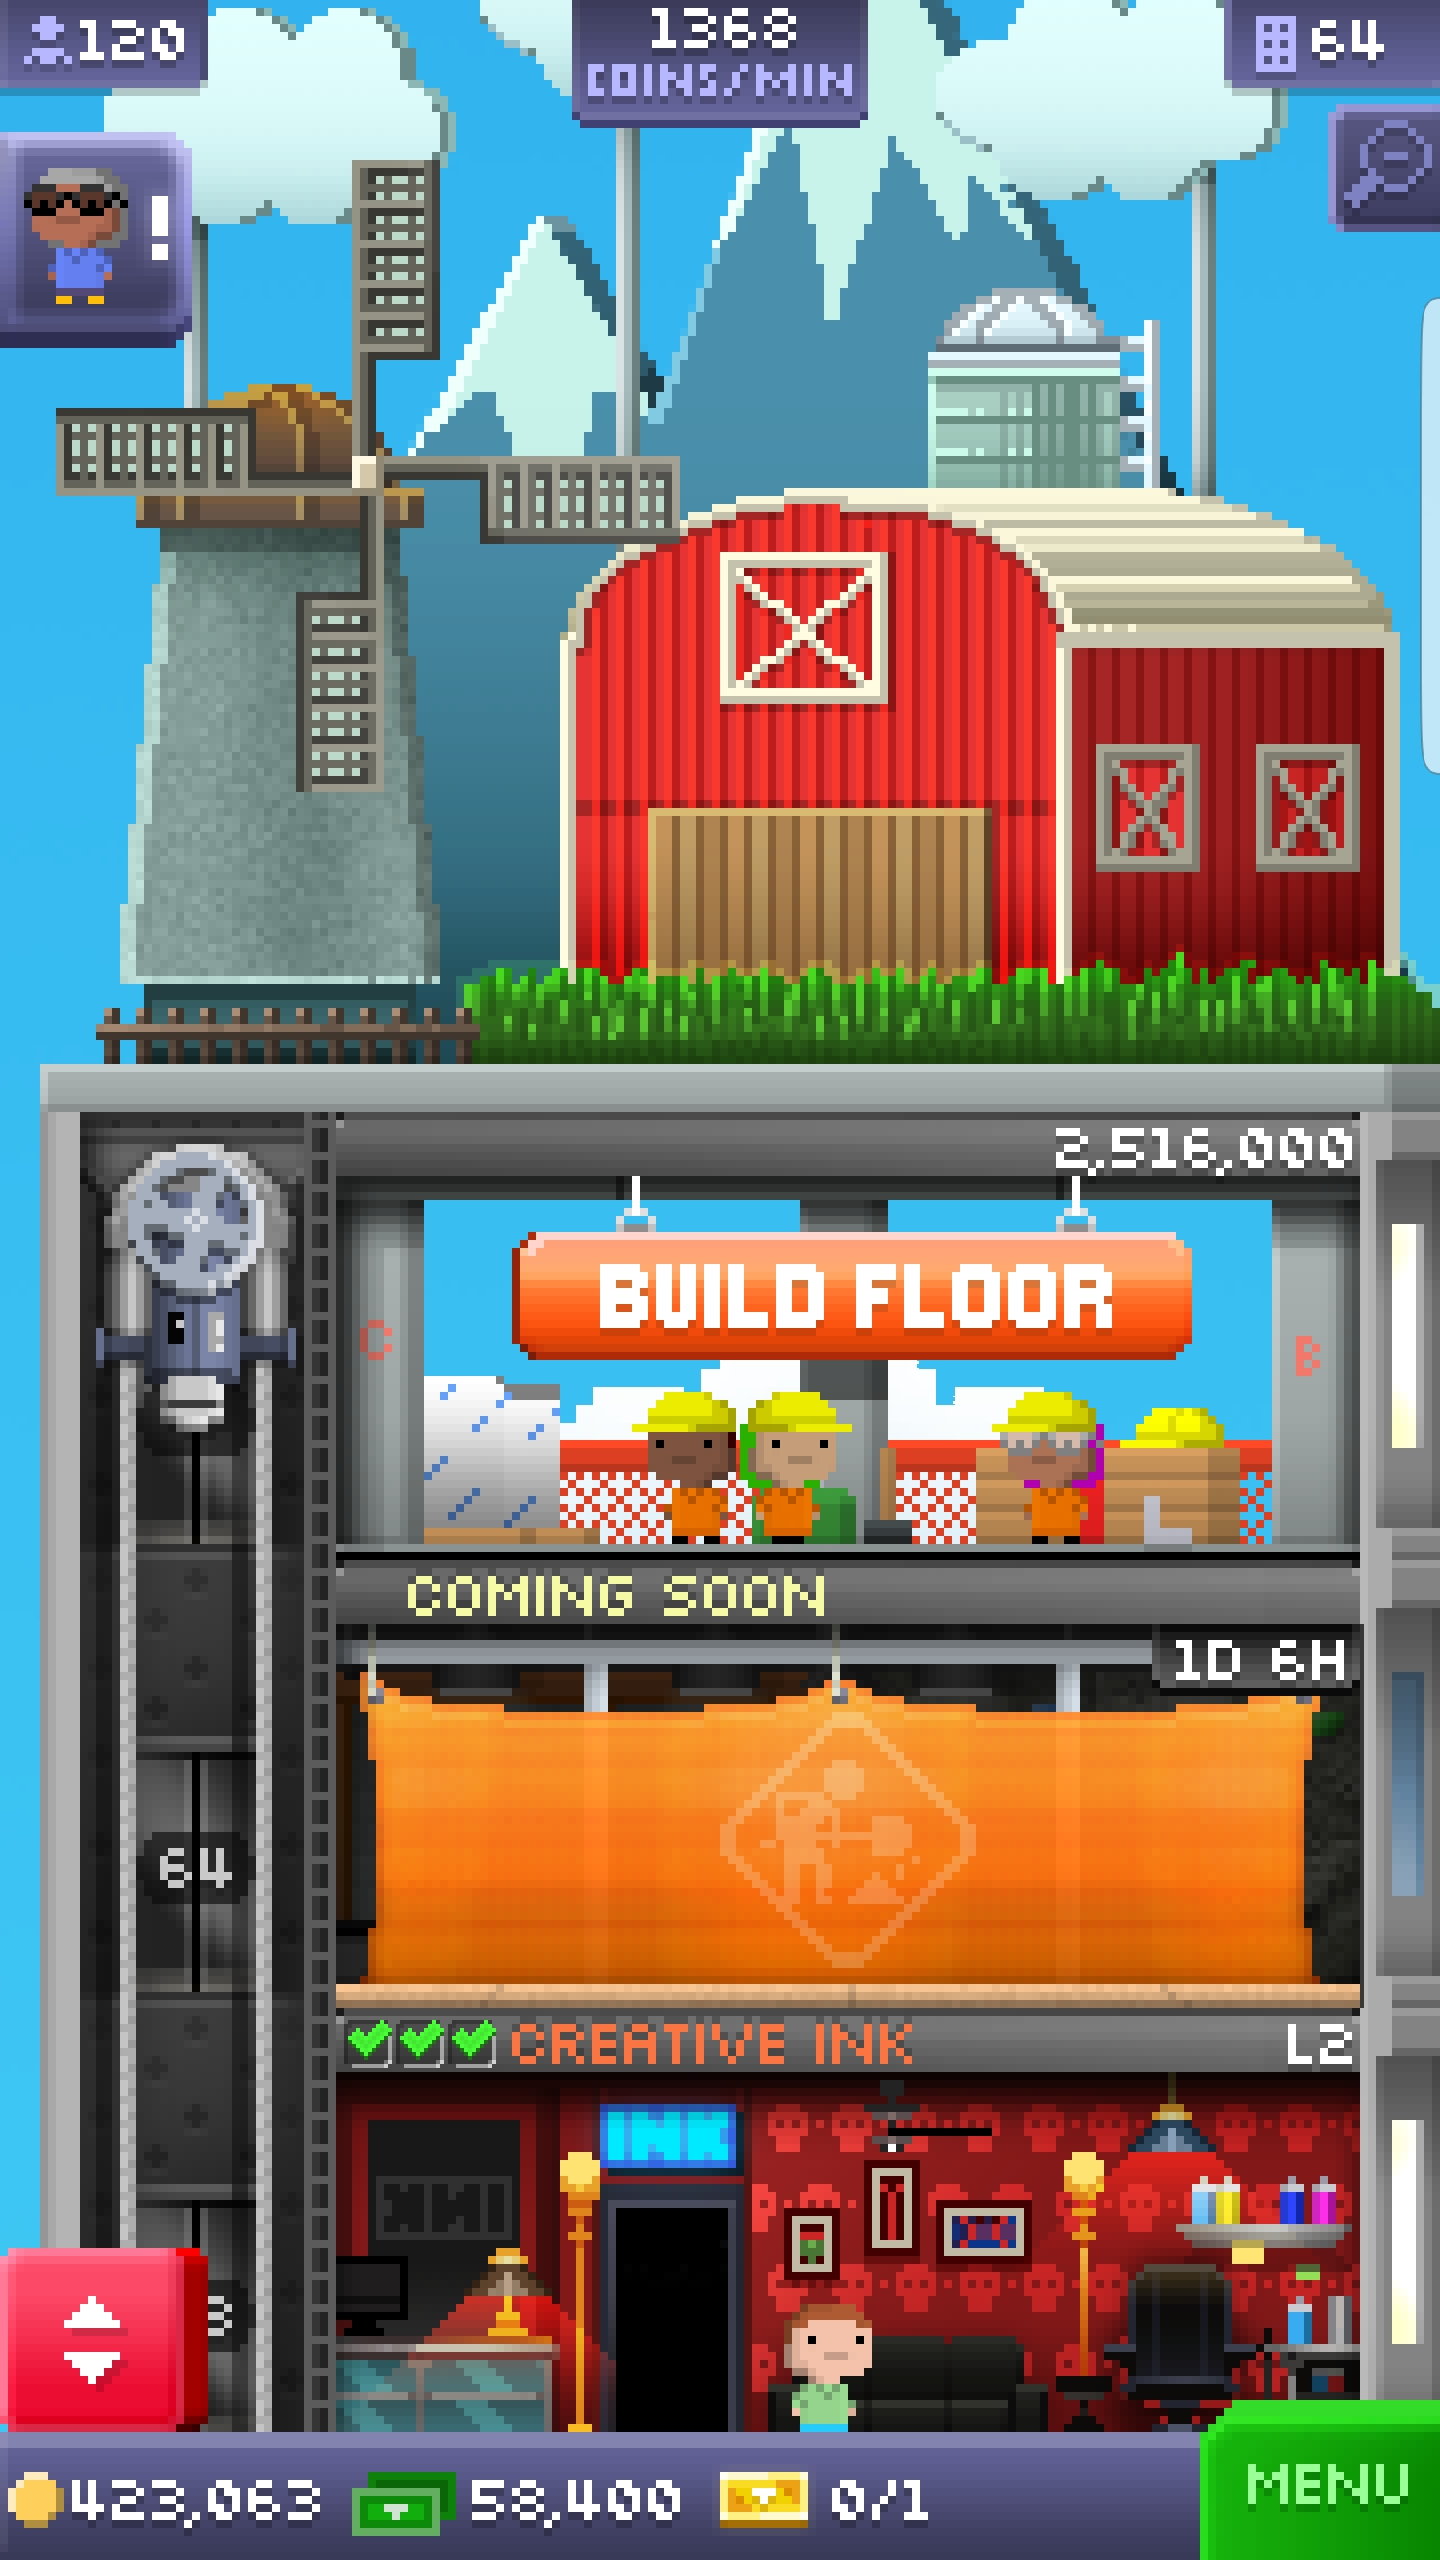 120
1368
COINS/MIN
64
!
2,516,000
BUILD FLOOR
C
B
COMING SOON
1D 6H
64
CREATIVE INK
L2
INK
423,063
58,400
0/1
MENU